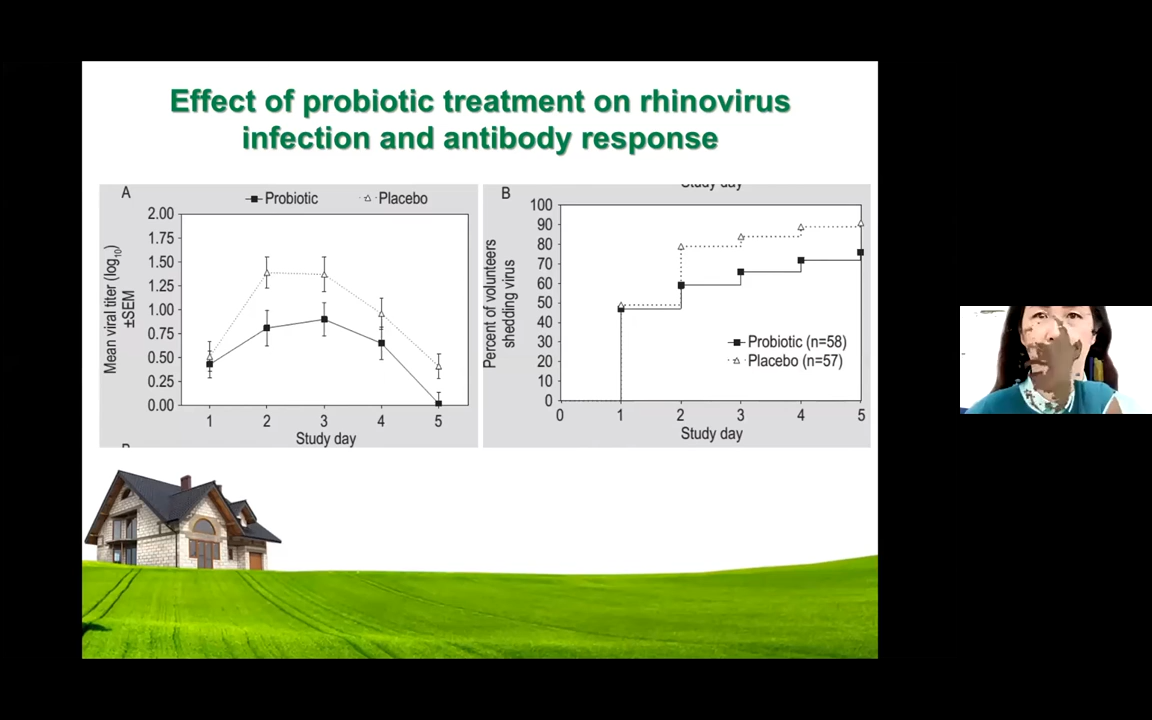 Effect of probiotic treatment on rhinovirus
infection and antibody response
A
Probiotic
Placebo
2.00
1.75
1.50
1.25
1.00
0.75
0.50
0.25
0.00
Mean viral titer (log10)
±SEM
1 2 3 4 5
Study day
B
Study day
100
90
80
70
60
50
40
30
20
10
0
Percent of volunteers
shedding virus
Probiotic (n=58)
Placebo (n=57)
0 1 2 3 4 5
Study day